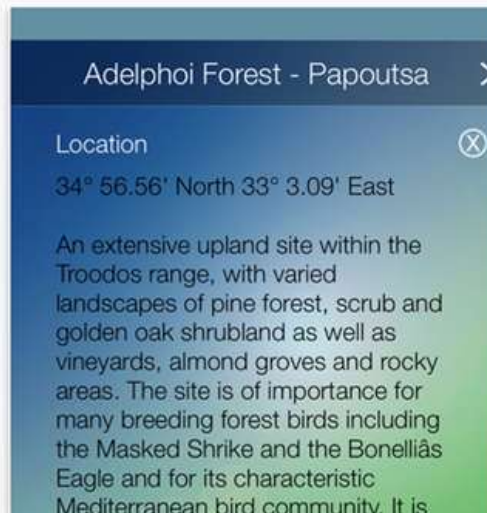 Adelphoi Forest - Papoutsa
Location
34° 56.56' North 33° 3.09' East
An extensive upland site within the
Troodos range, with varied
landscapes of pine forest, scrub and
golden oak shrubland as well as
vineyards, almond groves and rocky
areas. The site is of importance for
many breeding forest birds including
the Masked Shrike and the Bonelliâs
Eagle and for its characteristic
Mediterranean bird community. It is